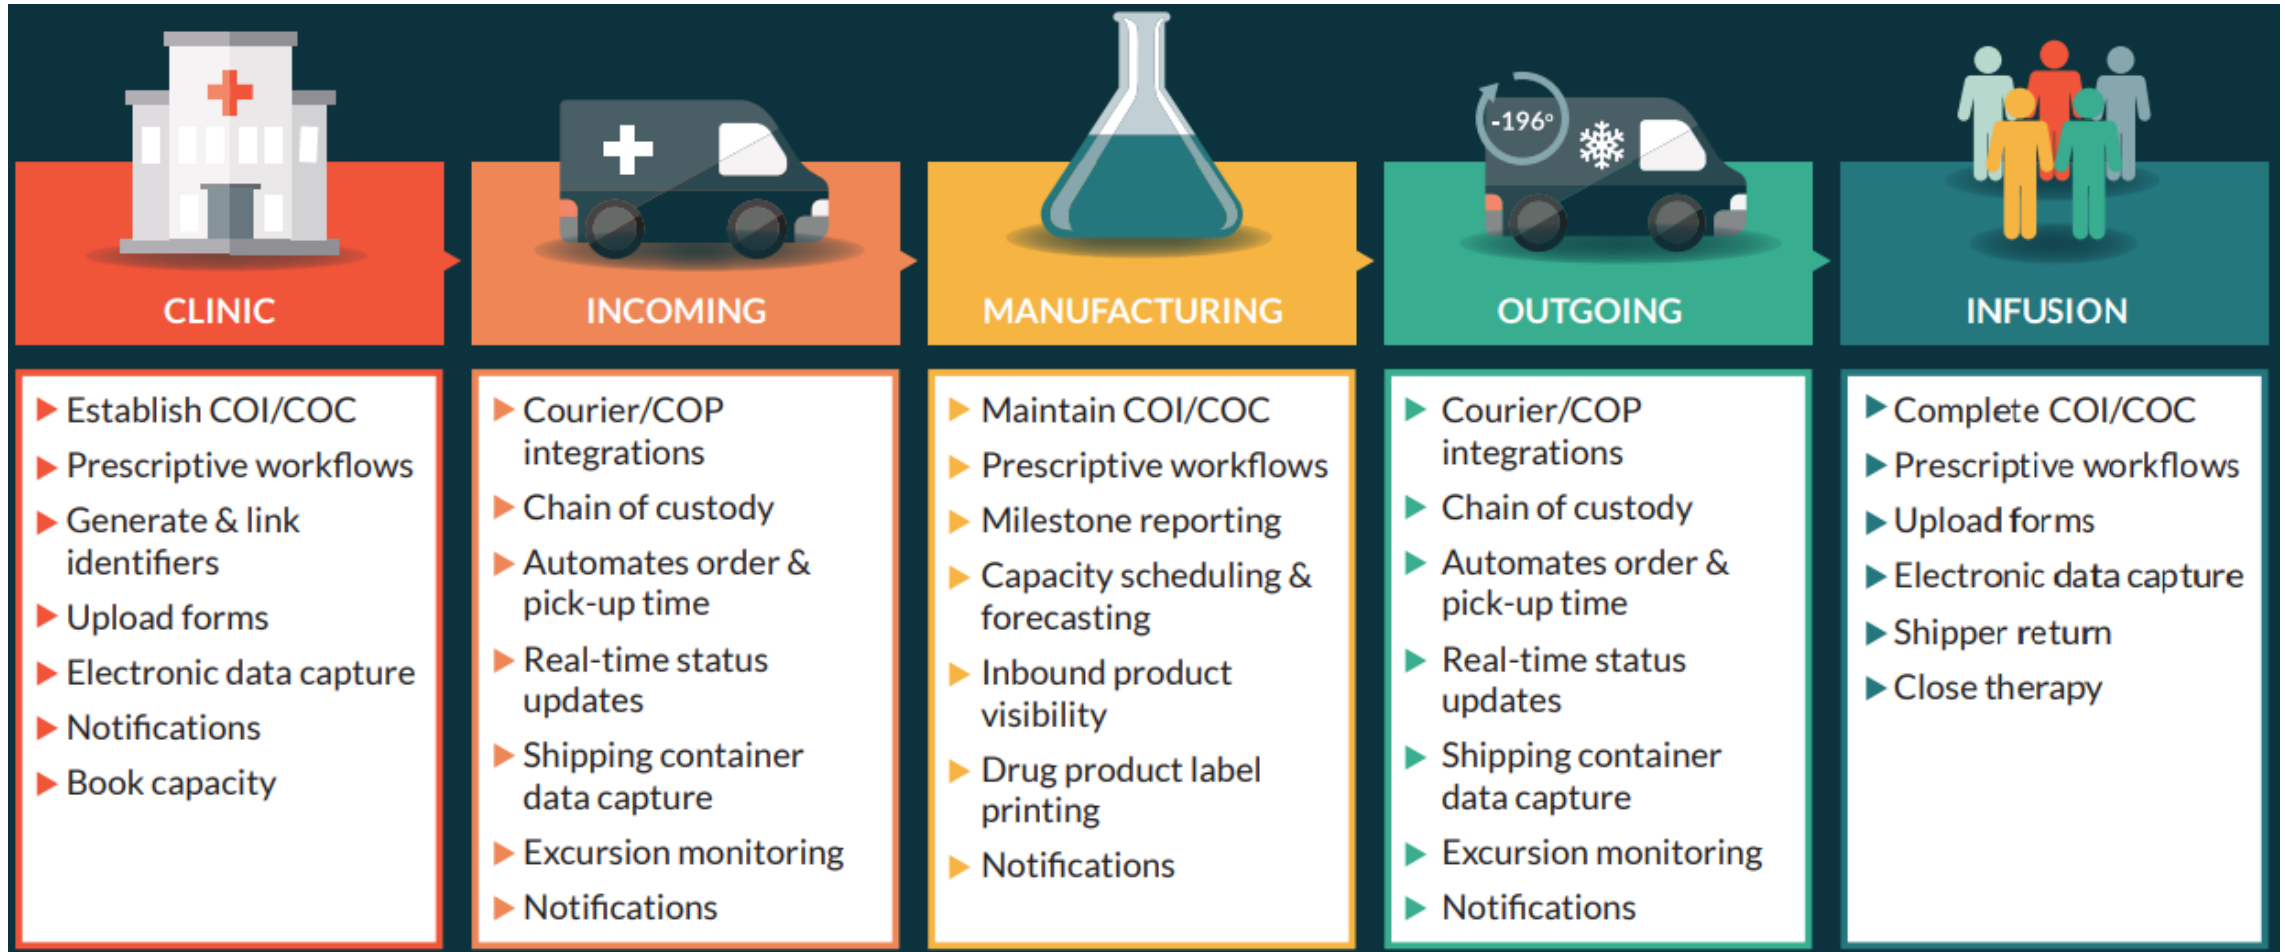 -196°
CLINIC
INCOMING
MANUFACTURING
OUTGOING
INFUSION
Establish COI/COC
Prescriptive workflows
Generate & link
identifiers
Upload forms
Electronic data capture
Notifications
Book capacity
Courier/COP
integrations
Chain of custody
Automates order &
pick-up time
Real-time status
updates
Shipping container
data capture
Excursion monitoring
Notifications
Maintain COI/COC
Prescriptive workflows
Milestone reporting
Capacity scheduling &
forecasting
Inbound product
visibility
Drug product label
printing
Notifications
Courier/COP
integrations
Chain of custody
Automates order &
pick-up time
Real-time status
updates
Shipping container
data capture
Excursion monitoring
Notifications
Complete COI/COC
Prescriptive workflows
Upload forms
Electronic data capture
Shipper return
Close therapy